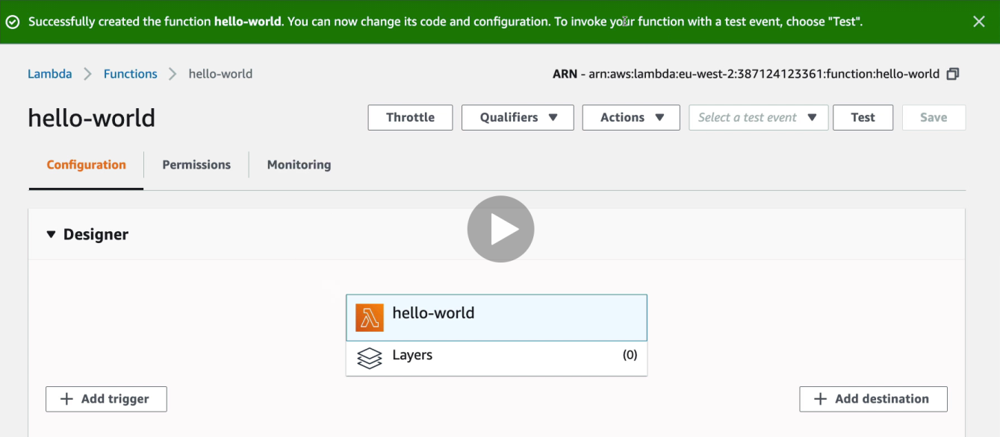 Successfully created the function hello-world. You can now change its code and configuration. To invoke your function with a test event, choose "Test".
Lambda Functions hello-world
ARN - arn:aws:lambda:eu-west-2:387124123361:function:hello-world
hello-world
Throttle Qualifiers Actions Select a test event Test Save
Configuration Permissions Monitoring
Designer
hello-world
Layers (0)
Add trigger Add destination